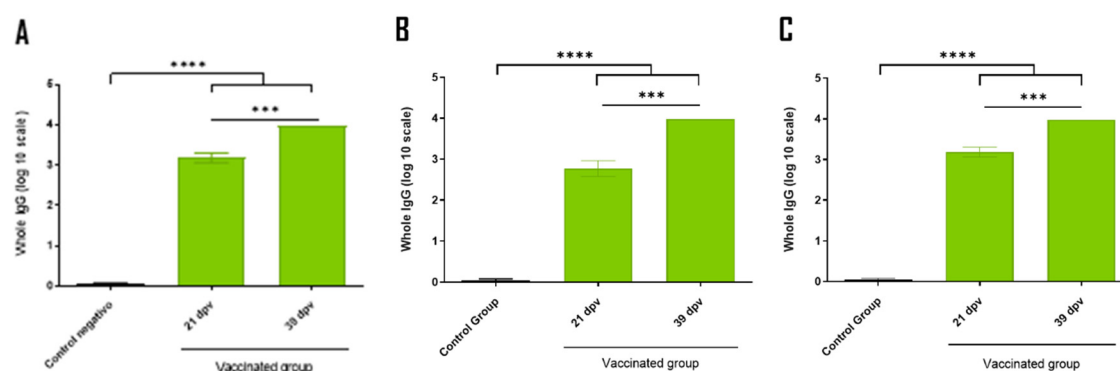 A
****
***
Whole IgG (log 10 scale)
5
4
3
2
1
0
Control negativo
21 dpv
39 dpv
Vaccinated group
B
****
***
Whole IgG (log 10 scale)
5
4
3
2
1
0
Control Group
21 dpv
39 dpv
Vaccinated group
C
****
***
Whole IgG (log 10 scale)
5
4
3
2
1
0
Control Group
21 dpv
39 dpv
Vaccinated group